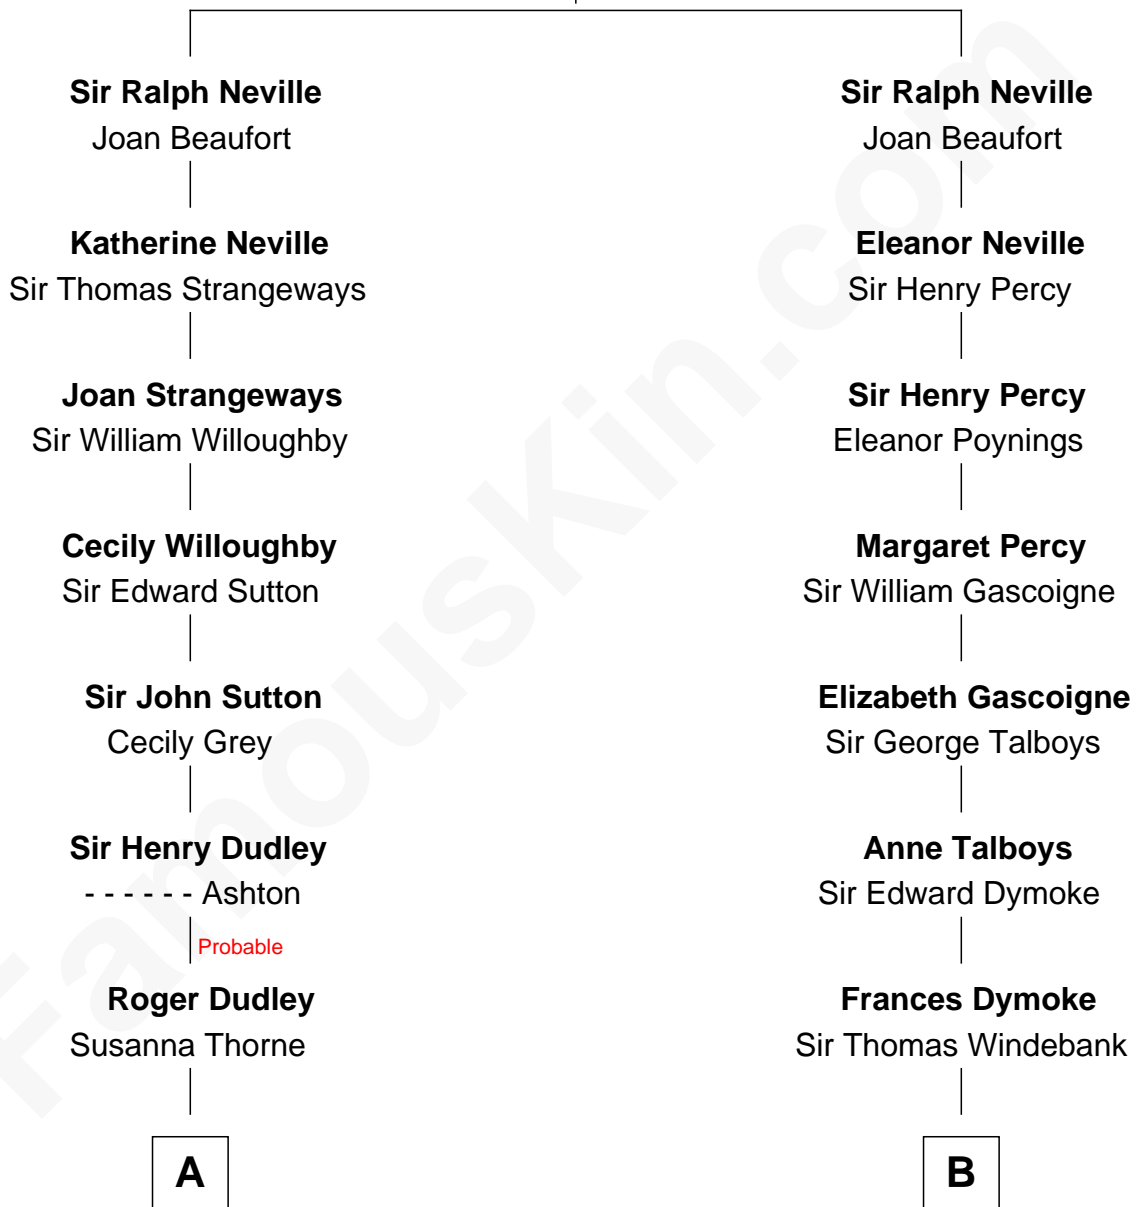 Sir Ralph Neville
Joan Beaufort
Katherine Neville
Sir Thomas Strangeways
Joan Strangeways
Sir William Willoughby
Cecily Willoughby
Sir Edward Sutton
Sir John Sutton
Cecily Grey
Sir Henry Dudley
- - - - - - Ashton
Probable
Roger Dudley
Susanna Thorne
A
Sir Ralph Neville
Joan Beaufort
Eleanor Neville
Sir Henry Percy
Sir Henry Percy
Eleanor Poynings
Margaret Percy
Sir William Gascoigne
Elizabeth Gascoigne
Sir George Talboys
Anne Talboys
Sir Edward Dymoke
Frances Dymoke
Sir Thomas Windebank
B
FamousKin.com